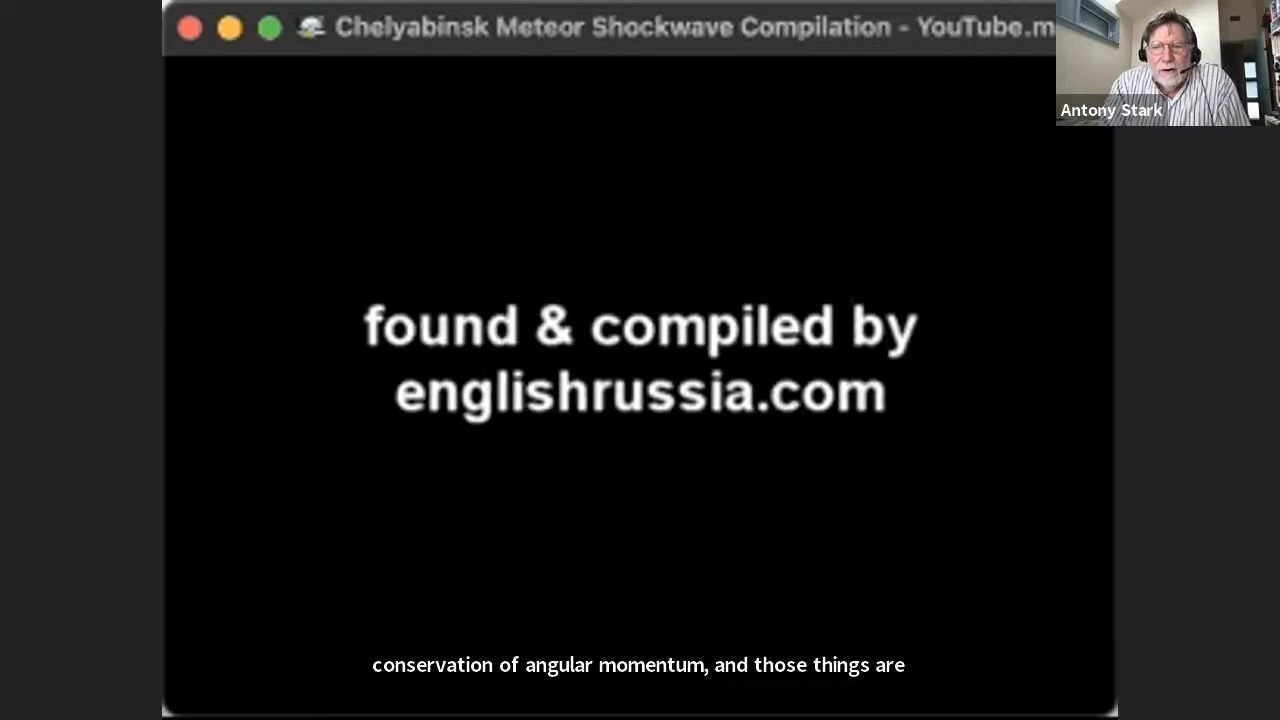 Chelyabinsk Meteor Shockwave Compilation - YouTube.m
Antony Stark
found & compiled by
englishrussia.com
conservation of angular momentum, and those things are